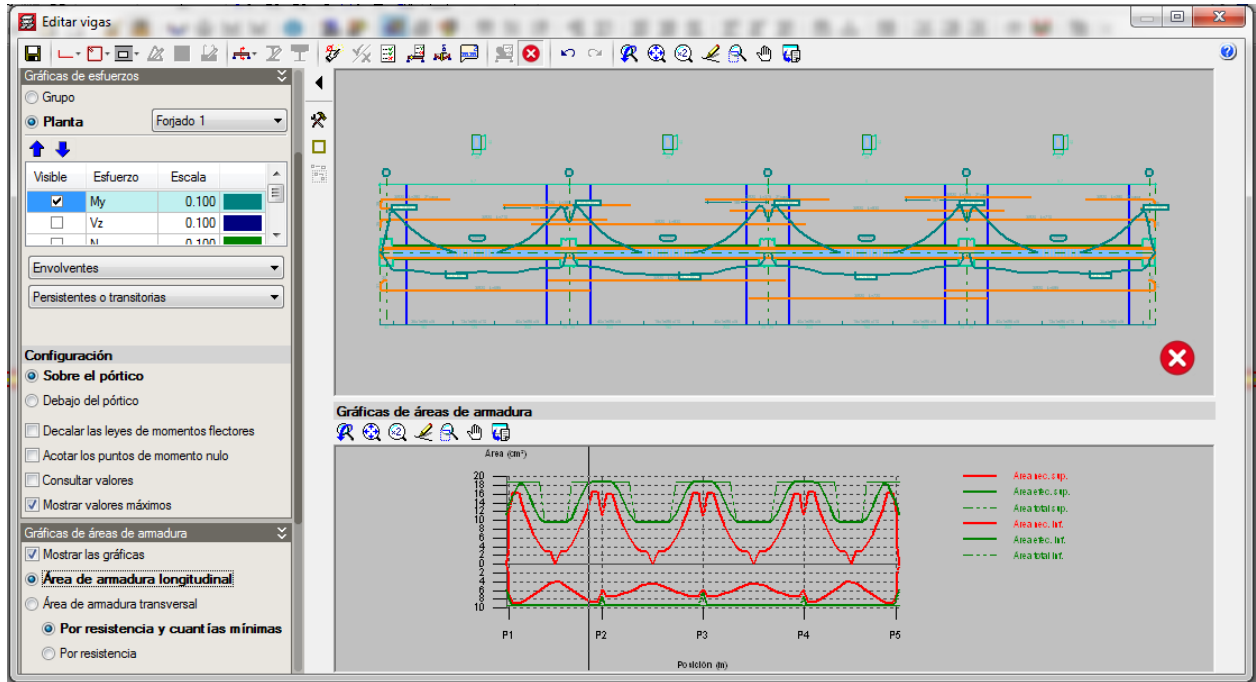 Editar vigas
Gráficas de esfuerzos
Grupo
Planta
Forjado 1
Visible Esfuerzo Escala
My 0.100
Vz 0.100
N 0.100
Envolventes
Persistentes o transitorias
Configuración
Sobre el pórtico
Debajo del pórtico
Decalar las leyes de momentos flectores
Acotar los puntos de momento nulo
Consultar valores
Mostrar valores máximos
Gráficas de áreas de armadura
Mostrar las gráficas
Área de armadura longitudinal
Área de armadura transversal
Por resistencia y cuantías mínimas
Por resistencia
Gráficas de áreas de armadura
Área (cm²)
20
18
16
14
12
10
8
6
4
2
0
2
4
6
8
10
P1 P2 P3 P4 P5
Posición (m)
Área nec. sup.
Área efec. sup.
Área total sup.
Área nec. inf.
Área efec. inf.
Área total inf.